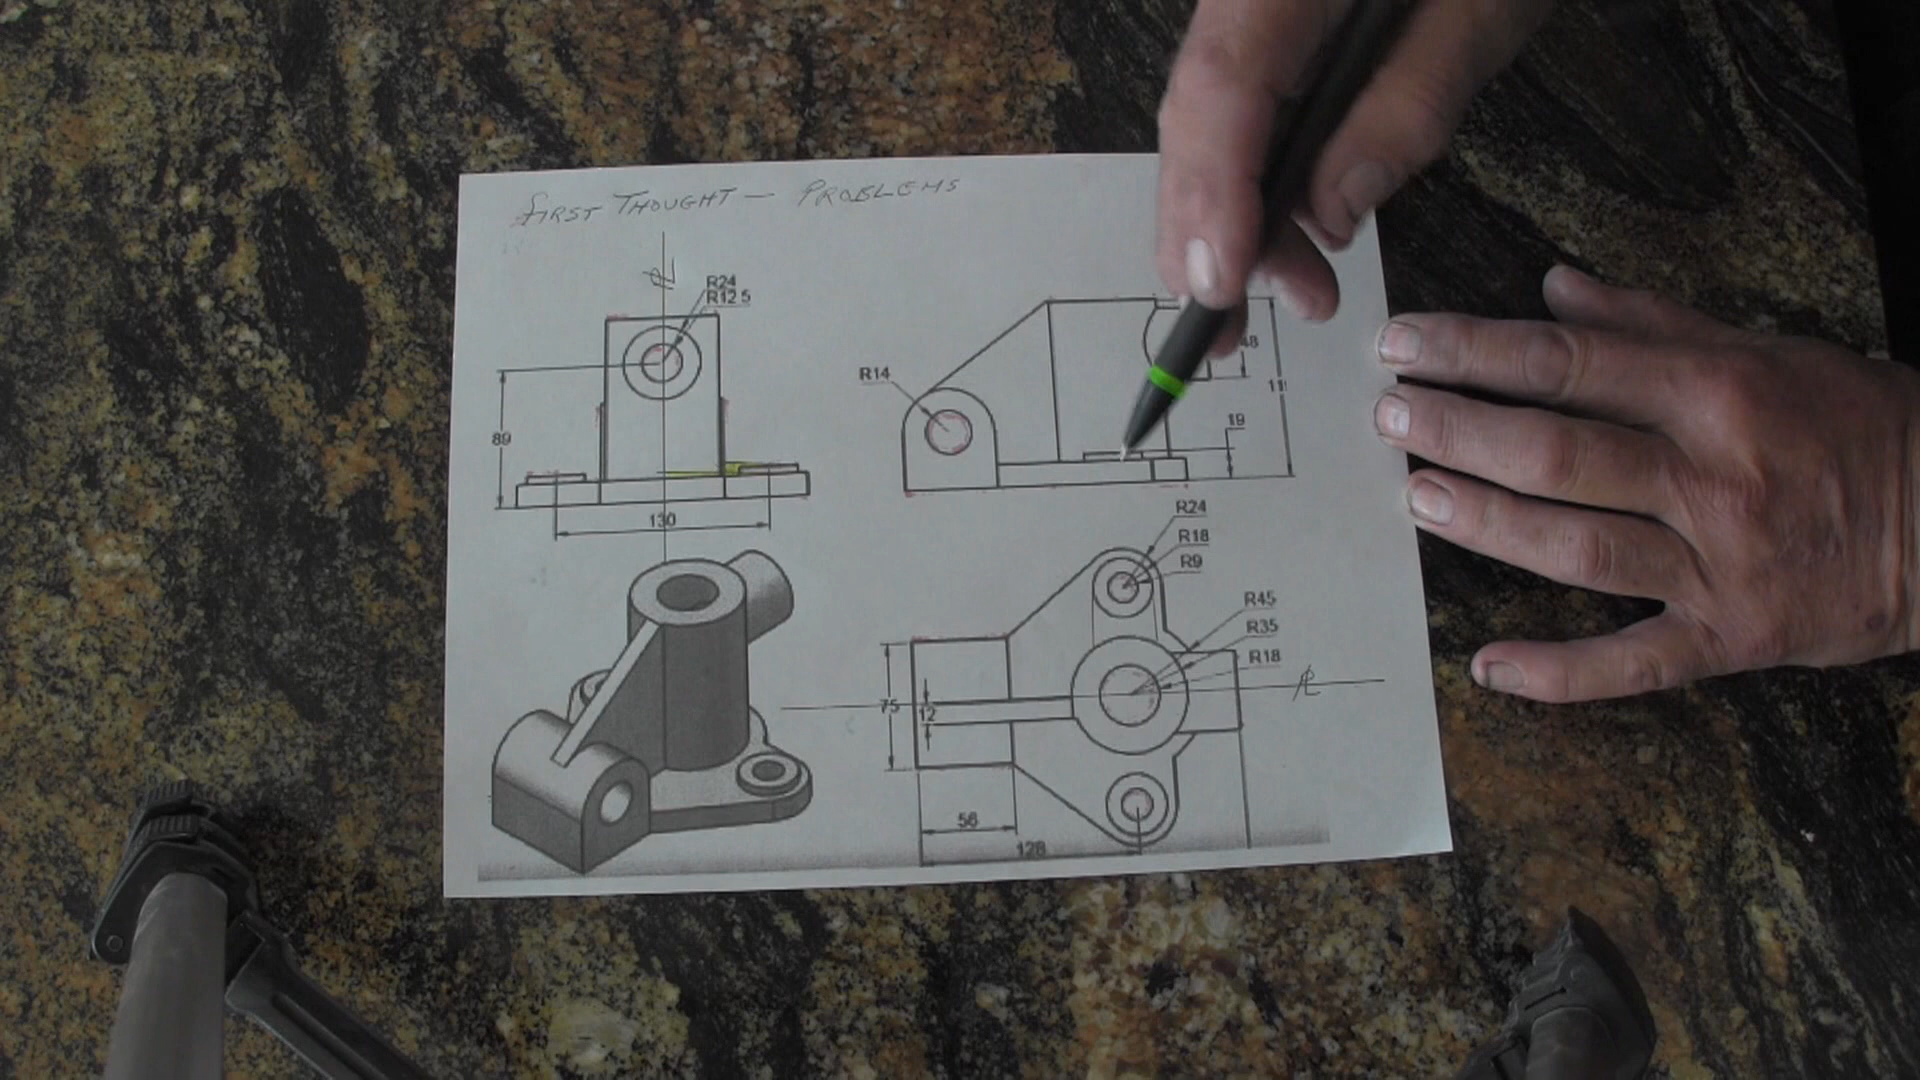 FIRST THOUGHT — PROBLEMS
R24
R12 5
89
130
R14
48
19
R24
R18
R9
R45
R35
R18
75
12
56
128